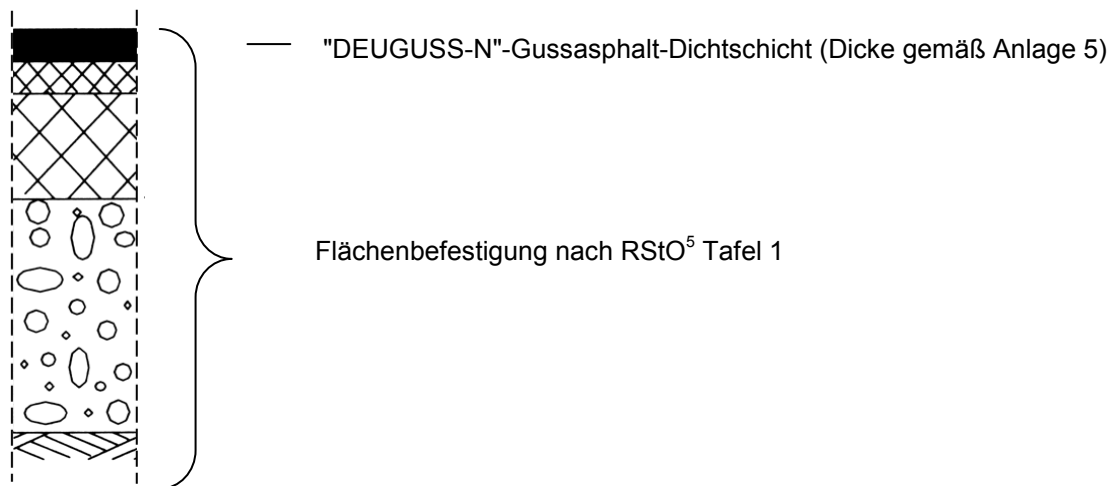 "DEUGUSS-N"-Gussasphalt-Dichtschicht (Dicke gemäß Anlage 5)
Flächenbefestigung nach RStO⁵ Tafel 1